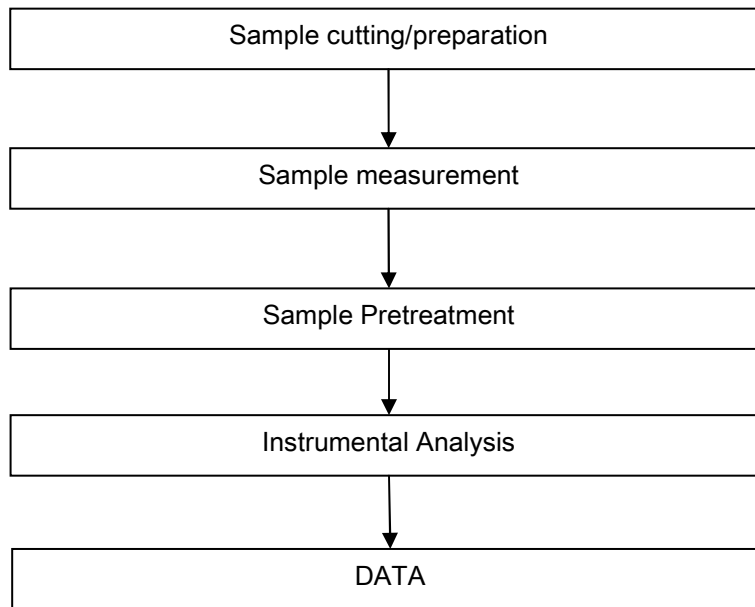 Sample cutting/preparation
Sample measurement
Sample Pretreatment
Instrumental Analysis
DATA